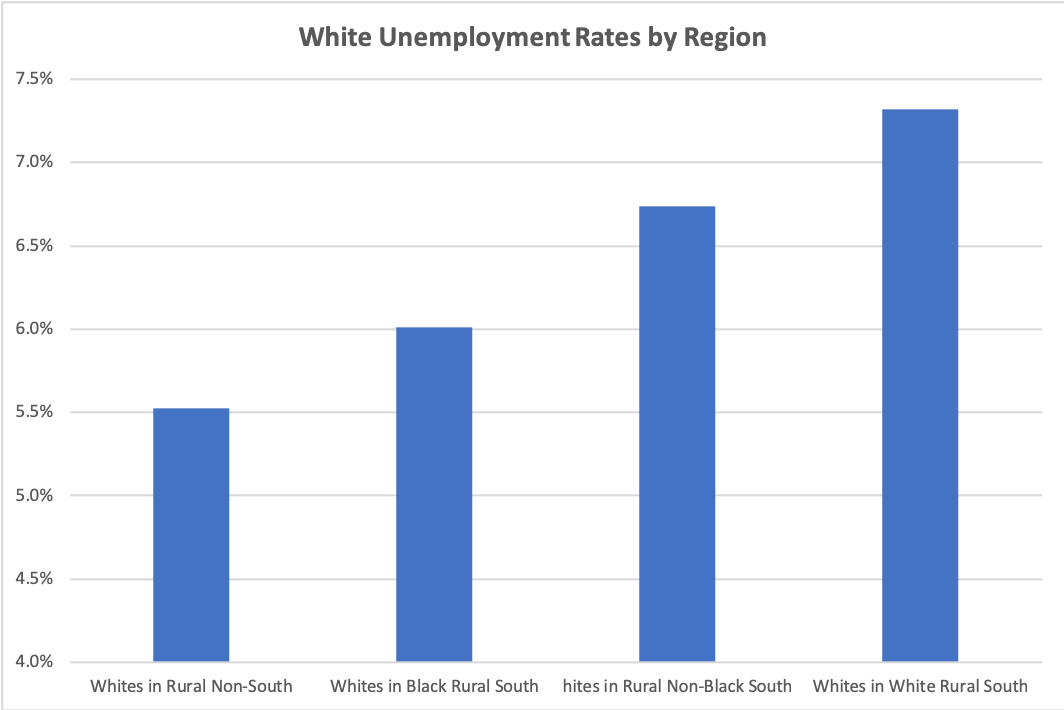 White Unemployment Rates by Region
7.5%
7.0%
6.5%
6.0%
5.5%
5.0%
4.5%
4.0%
Whites in Rural Non-South
Whites in Black Rural South
hites in Rural Non-Black South
Whites in White Rural South